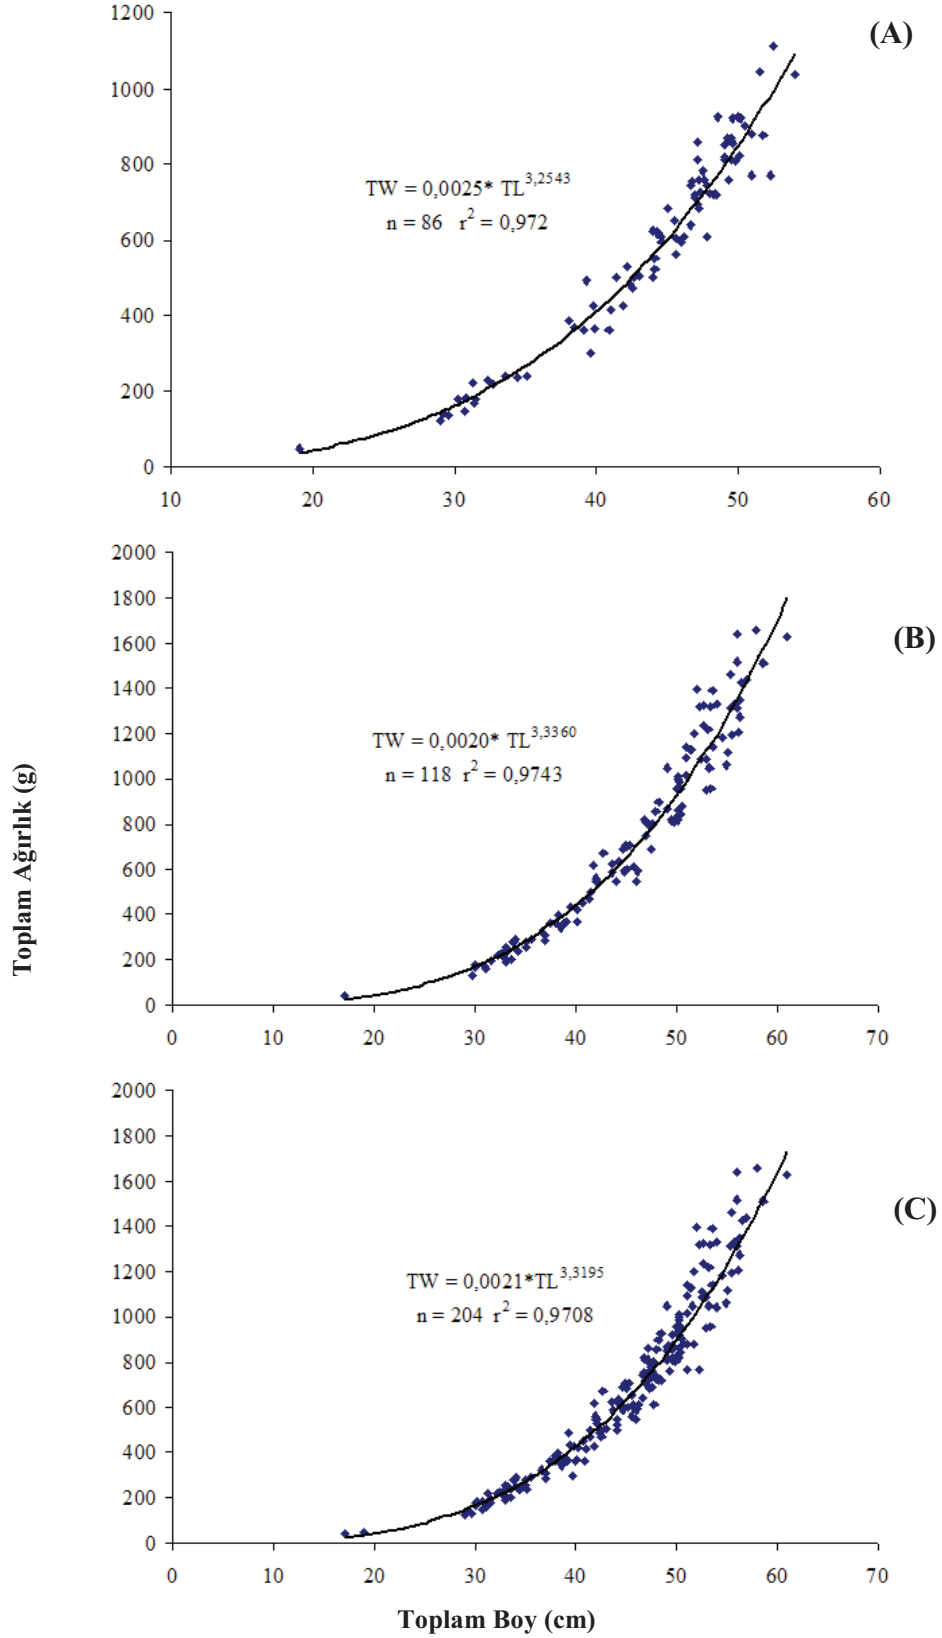 1200
(A)
1000
800
TW = 0,0025* TL3,2543
n = 86 r2 = 0,972
600
400
200
0
10 20 30 40 50 60
2000
1800
(B)
1600
1400
1200
TW = 0,0020* TL3,3360
n = 118 r2 = 0,9743
1000
800
600
400
200
0
0 10 20 30 40 50 60 70
Toplam Ağırlık (g)
2000
1800
1600
(C)
1400
1200
TW = 0,0021*TL3,3195
n = 204 r2 = 0,9708
1000
800
600
400
200
0
0 10 20 30 40 50 60 70
Toplam Boy (cm)